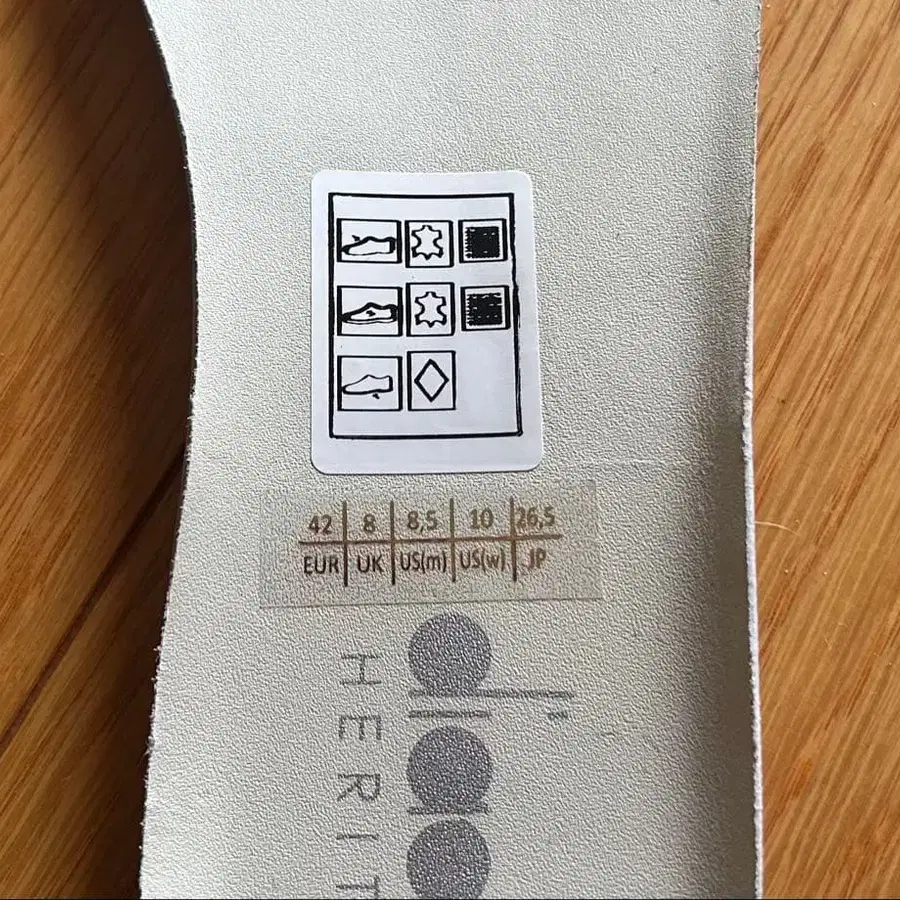 42 8 8,5 10 26,5
EUR UK US(m) US(w) JP
HERIT